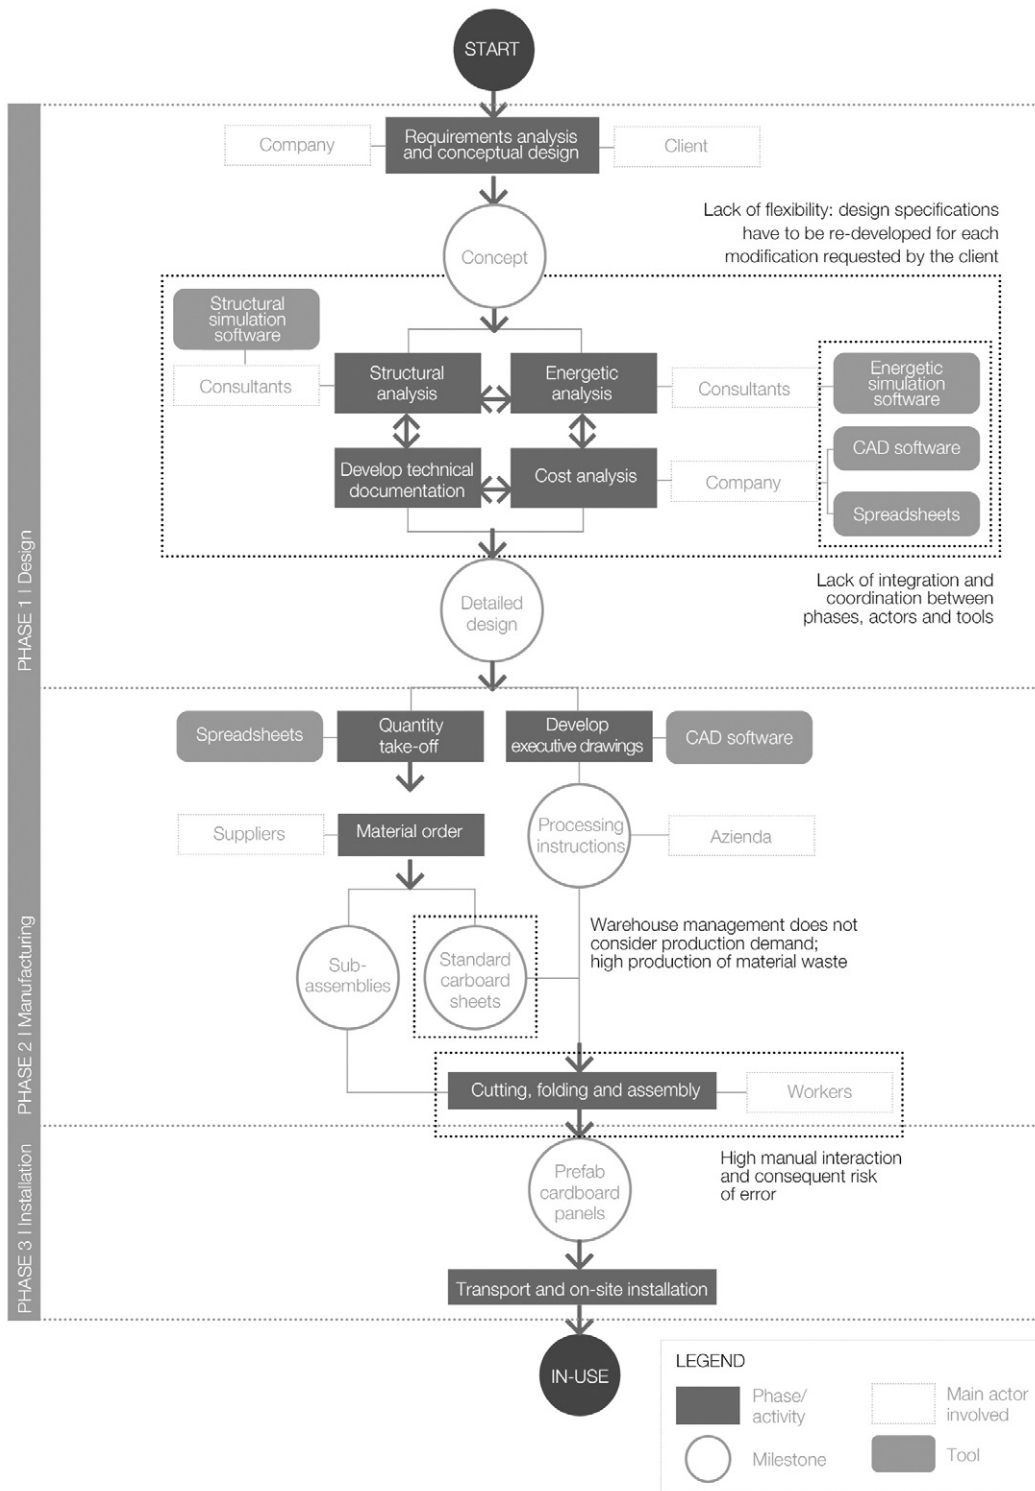 START
Company
Requirements analysis
and conceptual design
Client
Lack of flexibility: design specifications
have to be re-developed for each
modification requested by the client
Concept
Structural
simulation
software
Consultants
Structural
analysis
Energetic
analysis
Consultants
Energetic
simulation
software
Develop technical
documentation
Cost analysis
Company
CAD software
Spreadsheets
Lack of integration and
coordination between
phases, actors and tools
Detailed
design
PHASE 1 | Design
Spreadsheets
Quantity
take-off
Develop
executive drawings
CAD software
Suppliers
Material order
Processing
instructions
Azienda
Warehouse management does not
consider production demand;
high production of material waste
Sub-
assemblies
Standard
carboard
sheets
PHASE 2 | Manufacturing
Cutting, folding and assembly
Workers
High manual interaction
and consequent risk
of error
Prefab
cardboard
panels
PHASE 3 | Installation
Transport and on-site installation
IN-USE
LEGEND
Phase/
activity
Main actor
involved
Milestone
Tool